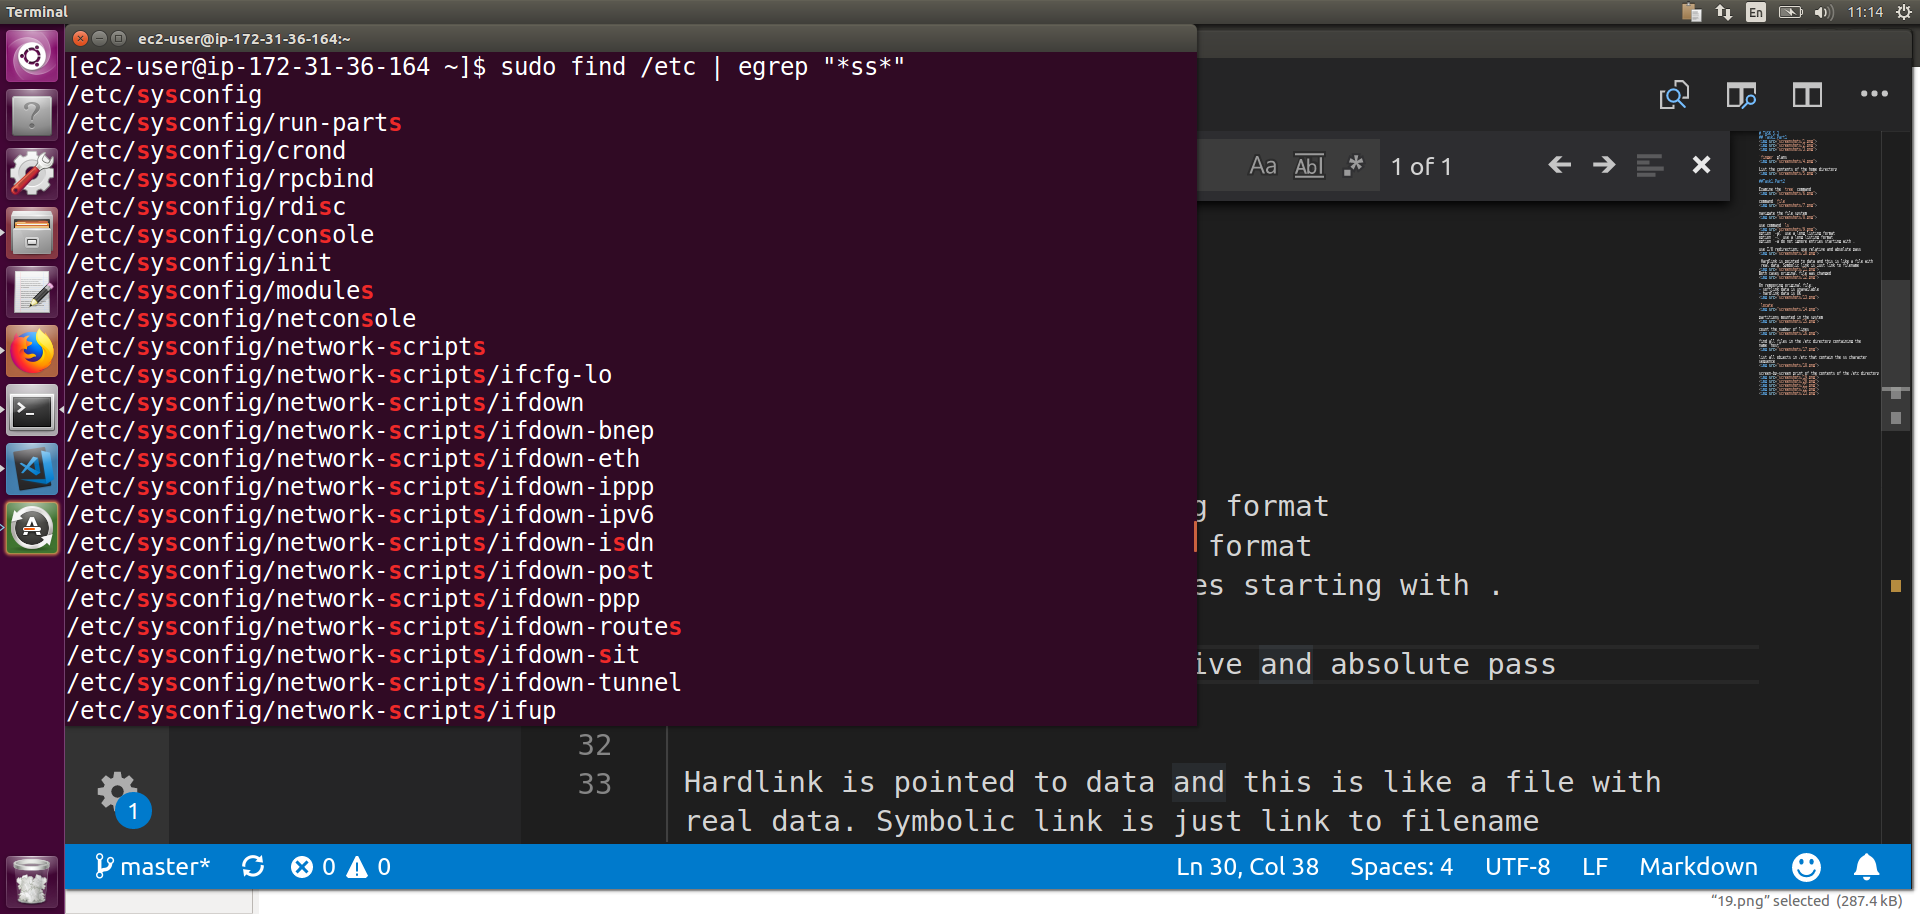 Terminal
En
11:14
ec2-user@ip-172-31-36-164:~
[ec2-user@ip-172-31-36-164 ~]$ sudo find /etc | egrep "*ss*"
/etc/sysconfig
/etc/sysconfig/run-parts
/etc/sysconfig/crond
/etc/sysconfig/rpcbind
/etc/sysconfig/rdisc
/etc/sysconfig/console
/etc/sysconfig/init
/etc/sysconfig/modules
/etc/sysconfig/netconsole
/etc/sysconfig/network-scripts
/etc/sysconfig/network-scripts/ifcfg-lo
/etc/sysconfig/network-scripts/ifdown
/etc/sysconfig/network-scripts/ifdown-bnep
/etc/sysconfig/network-scripts/ifdown-eth
/etc/sysconfig/network-scripts/ifdown-ippp
/etc/sysconfig/network-scripts/ifdown-ipv6
/etc/sysconfig/network-scripts/ifdown-isdn
/etc/sysconfig/network-scripts/ifdown-post
/etc/sysconfig/network-scripts/ifdown-ppp
/etc/sysconfig/network-scripts/ifdown-routes
/etc/sysconfig/network-scripts/ifdown-sit
/etc/sysconfig/network-scripts/ifdown-tunnel
/etc/sysconfig/network-scripts/ifup
Aa Abl .* 1 of 1
g format
format
es starting with .
ive and absolute pass
32
33 Hardlink is pointed to data and this is like a file with
real data. Symbolic link is just link to filename
1
master* 0 0 Ln 30, Col 38 Spaces: 4 UTF-8 LF Markdown
"19.png" selected (287.4 kB)